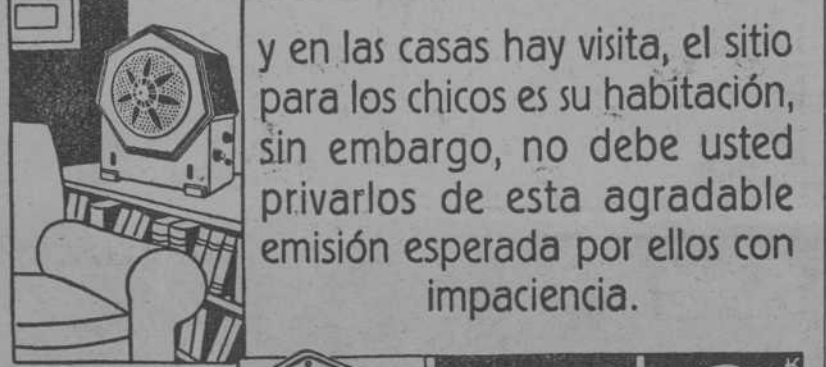 y en las casas hay visita, el sitio
para los chicos es su habitación,
sin embargo, no debe usted
privarlos de esta agradable
emisión esperada por ellos con
impaciencia.